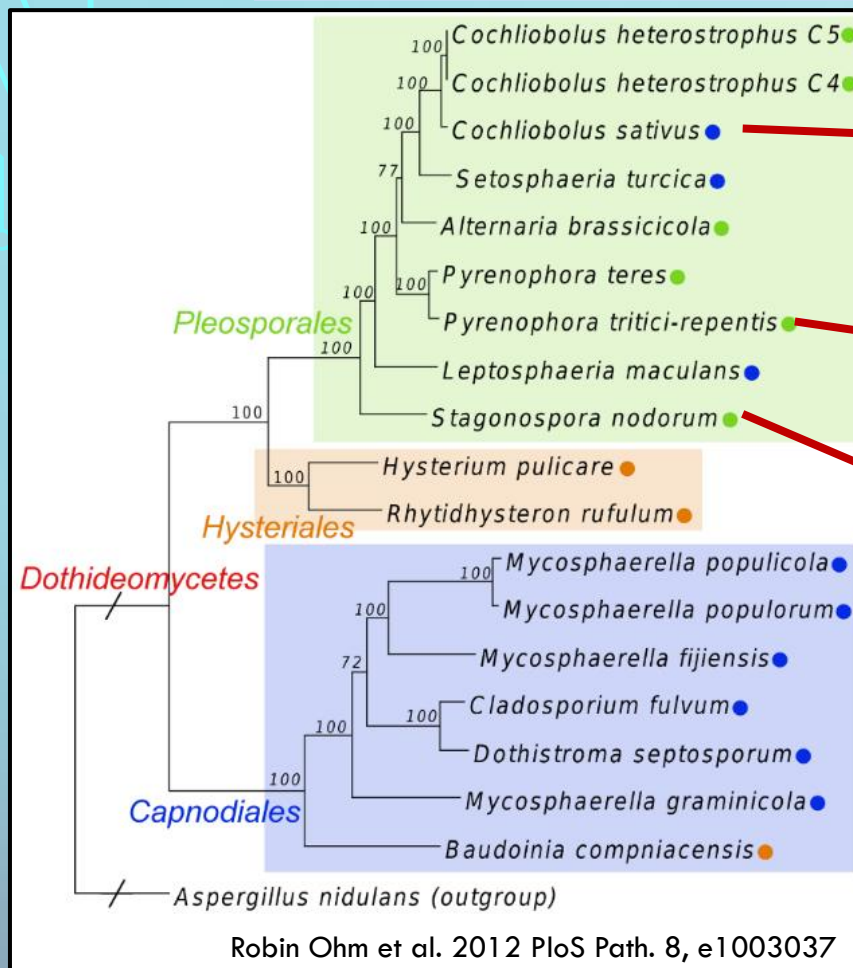 100
Cochliobolus heterostrophus C5
100
Cochliobolus heterostrophus C4
100
Cochliobolus sativus
77
Setosphaeria turcica
100
Alternaria brassicicola
100
Pyrenophora teres
100
Pleosporales
Pyrenophora tritici-repentis
100
Leptosphaeria maculans
100
Stagonospora nodorum
100
Hysterium pulicare
Hysteriales
Rhytidhysteron rufulum
Dothideomycetes
100
Mycosphaerella populicola
100
Mycosphaerella populorum
72
Mycosphaerella fijiensis
100
Cladosporium fulvum
100
Dothistroma septosporum
100
Capnodiales
Mycosphaerella graminicola
Baudoinia compniacensis
Aspergillus nidulans (outgroup)
Robin Ohm et al. 2012 PloS Path. 8, e1003037